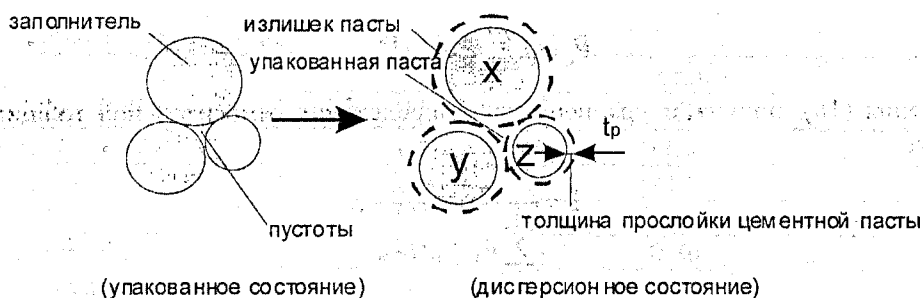 заполнитель
излишек пасты
упакованная паста
x
tp
y
z
пустоты
толщина прослойки цементной пасты
(упакованное состояние)
(дисперсионное состояние)